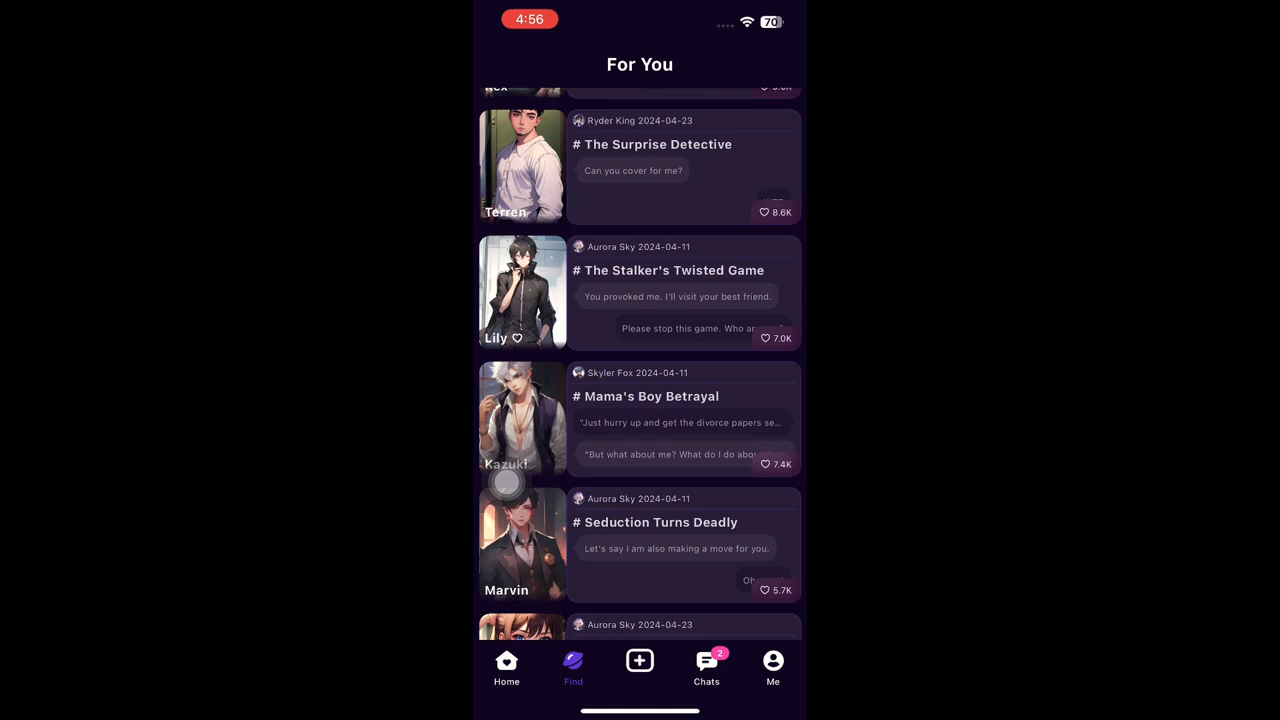 4:56
70
For You
Rex
Ryder King 2024-04-23
# The Surprise Detective
Can you cover for me?
Terren
8.6K
Aurora Sky 2024-04-11
# The Stalker's Twisted Game
You provoked me. I'll visit your best friend.
Please stop this game. Who
Lily ♡
7.0K
Skyler Fox 2024-04-11
# Mama's Boy Betrayal
"Just hurry up and get the divorce papers se...
"But what about me? What do I do
Kazuki
7.4K
Aurora Sky 2024-04-11
# Seduction Turns Deadly
Let's say I am also making a move for you.
Marvin
5.7K
Aurora Sky 2024-04-23
Home
Find
2
Chats
Me